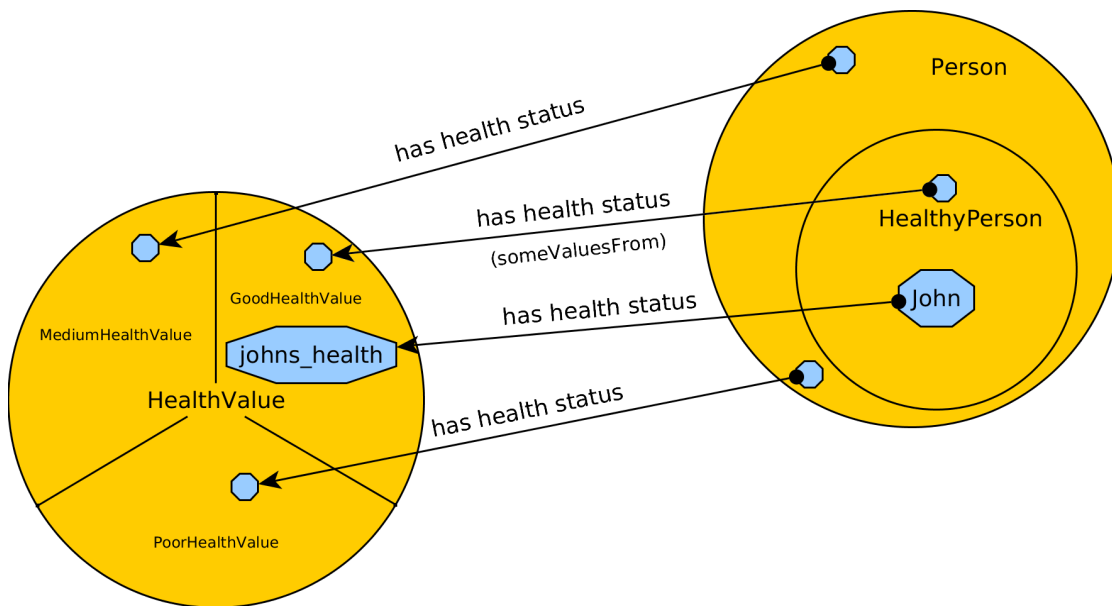 Person
has health status
has health status
HealthyPerson
(someValuesFrom)
GoodHealthValue
John
has health status
MediumHealthValue
johns_health
HealthValue
has health status
PoorHealthValue